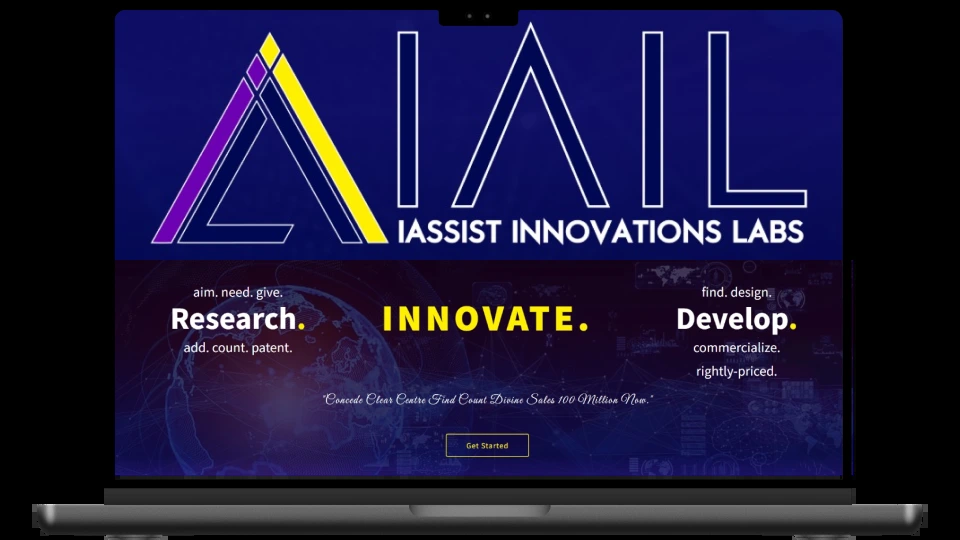 IAIL
IASSIST INNOVATIONS LABS
aim. need. give.
Research.
add. count. patent.
INNOVATE.
find. design.
Develop.
commercialize.
rightly-priced.
"Concede Clear Centre Find Count Divine Sales 100 Million Now."
Get Started